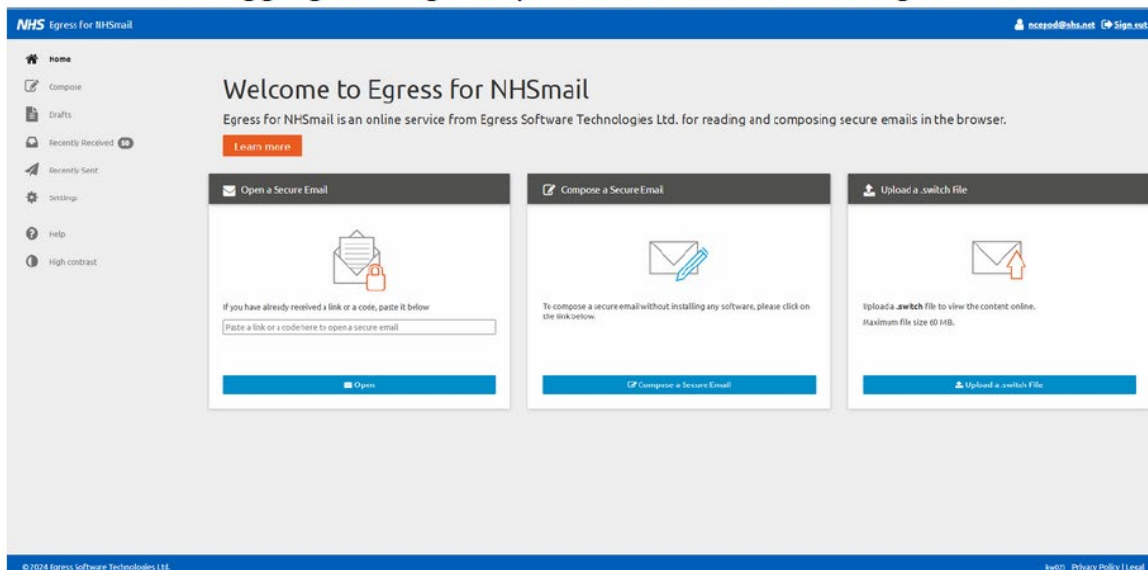 NHS Egress for NHSmail
ncepod@nhs.net Sign out
Home
Compose
Drafts
Recently Received
Recently Sent
Settings
Help
High contrast
Welcome to Egress for NHSmail
Egress for NHSmail is an online service from Egress Software Technologies Ltd. for reading and composing secure emails in the browser.
Learn more
Open a Secure Email
If you have already received a link or a code, paste it below
Paste a link or a code here to open a secure email
Open
Compose a Secure Email
To compose a secure email without installing any software, please click on
the link below.
Compose a Secure Email
Upload a .switch File
Upload a .switch file to view the content online.
Maximum file size 60 MB.
Upload a .switch File
© 2024 Egress Software Technologies Ltd.
Privacy Policy | Legal